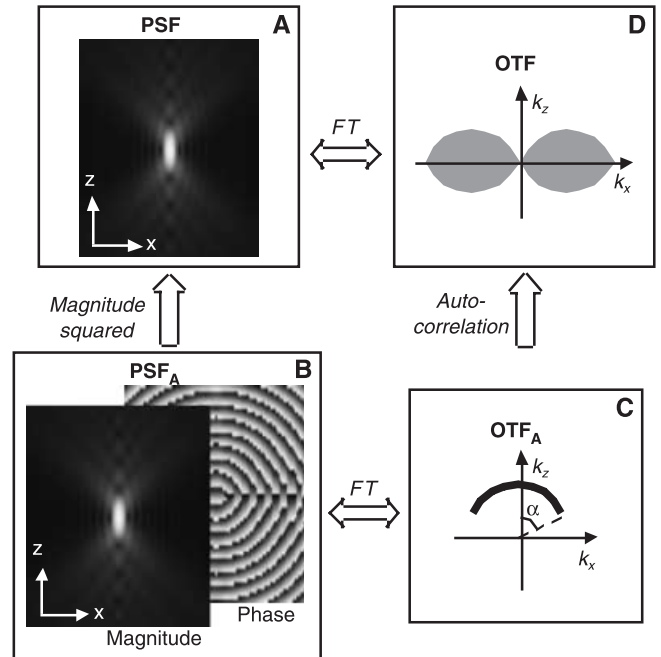 PSF
A
z
x
FT
D
OTF
k_z
k_x
Magnitude
squared
Auto-
correlation
B
PSF_A
z
x
Phase
Magnitude
FT
C
OTF_A
k_z
α
k_x